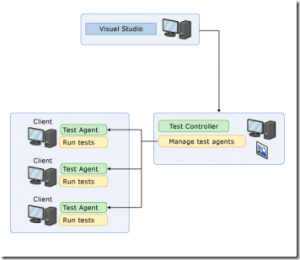 Visual Studio
Test Controller
Manage test agents
Client
Test Agent
Run tests
Client
Test Agent
Run tests
Client
Test Agent
Run tests